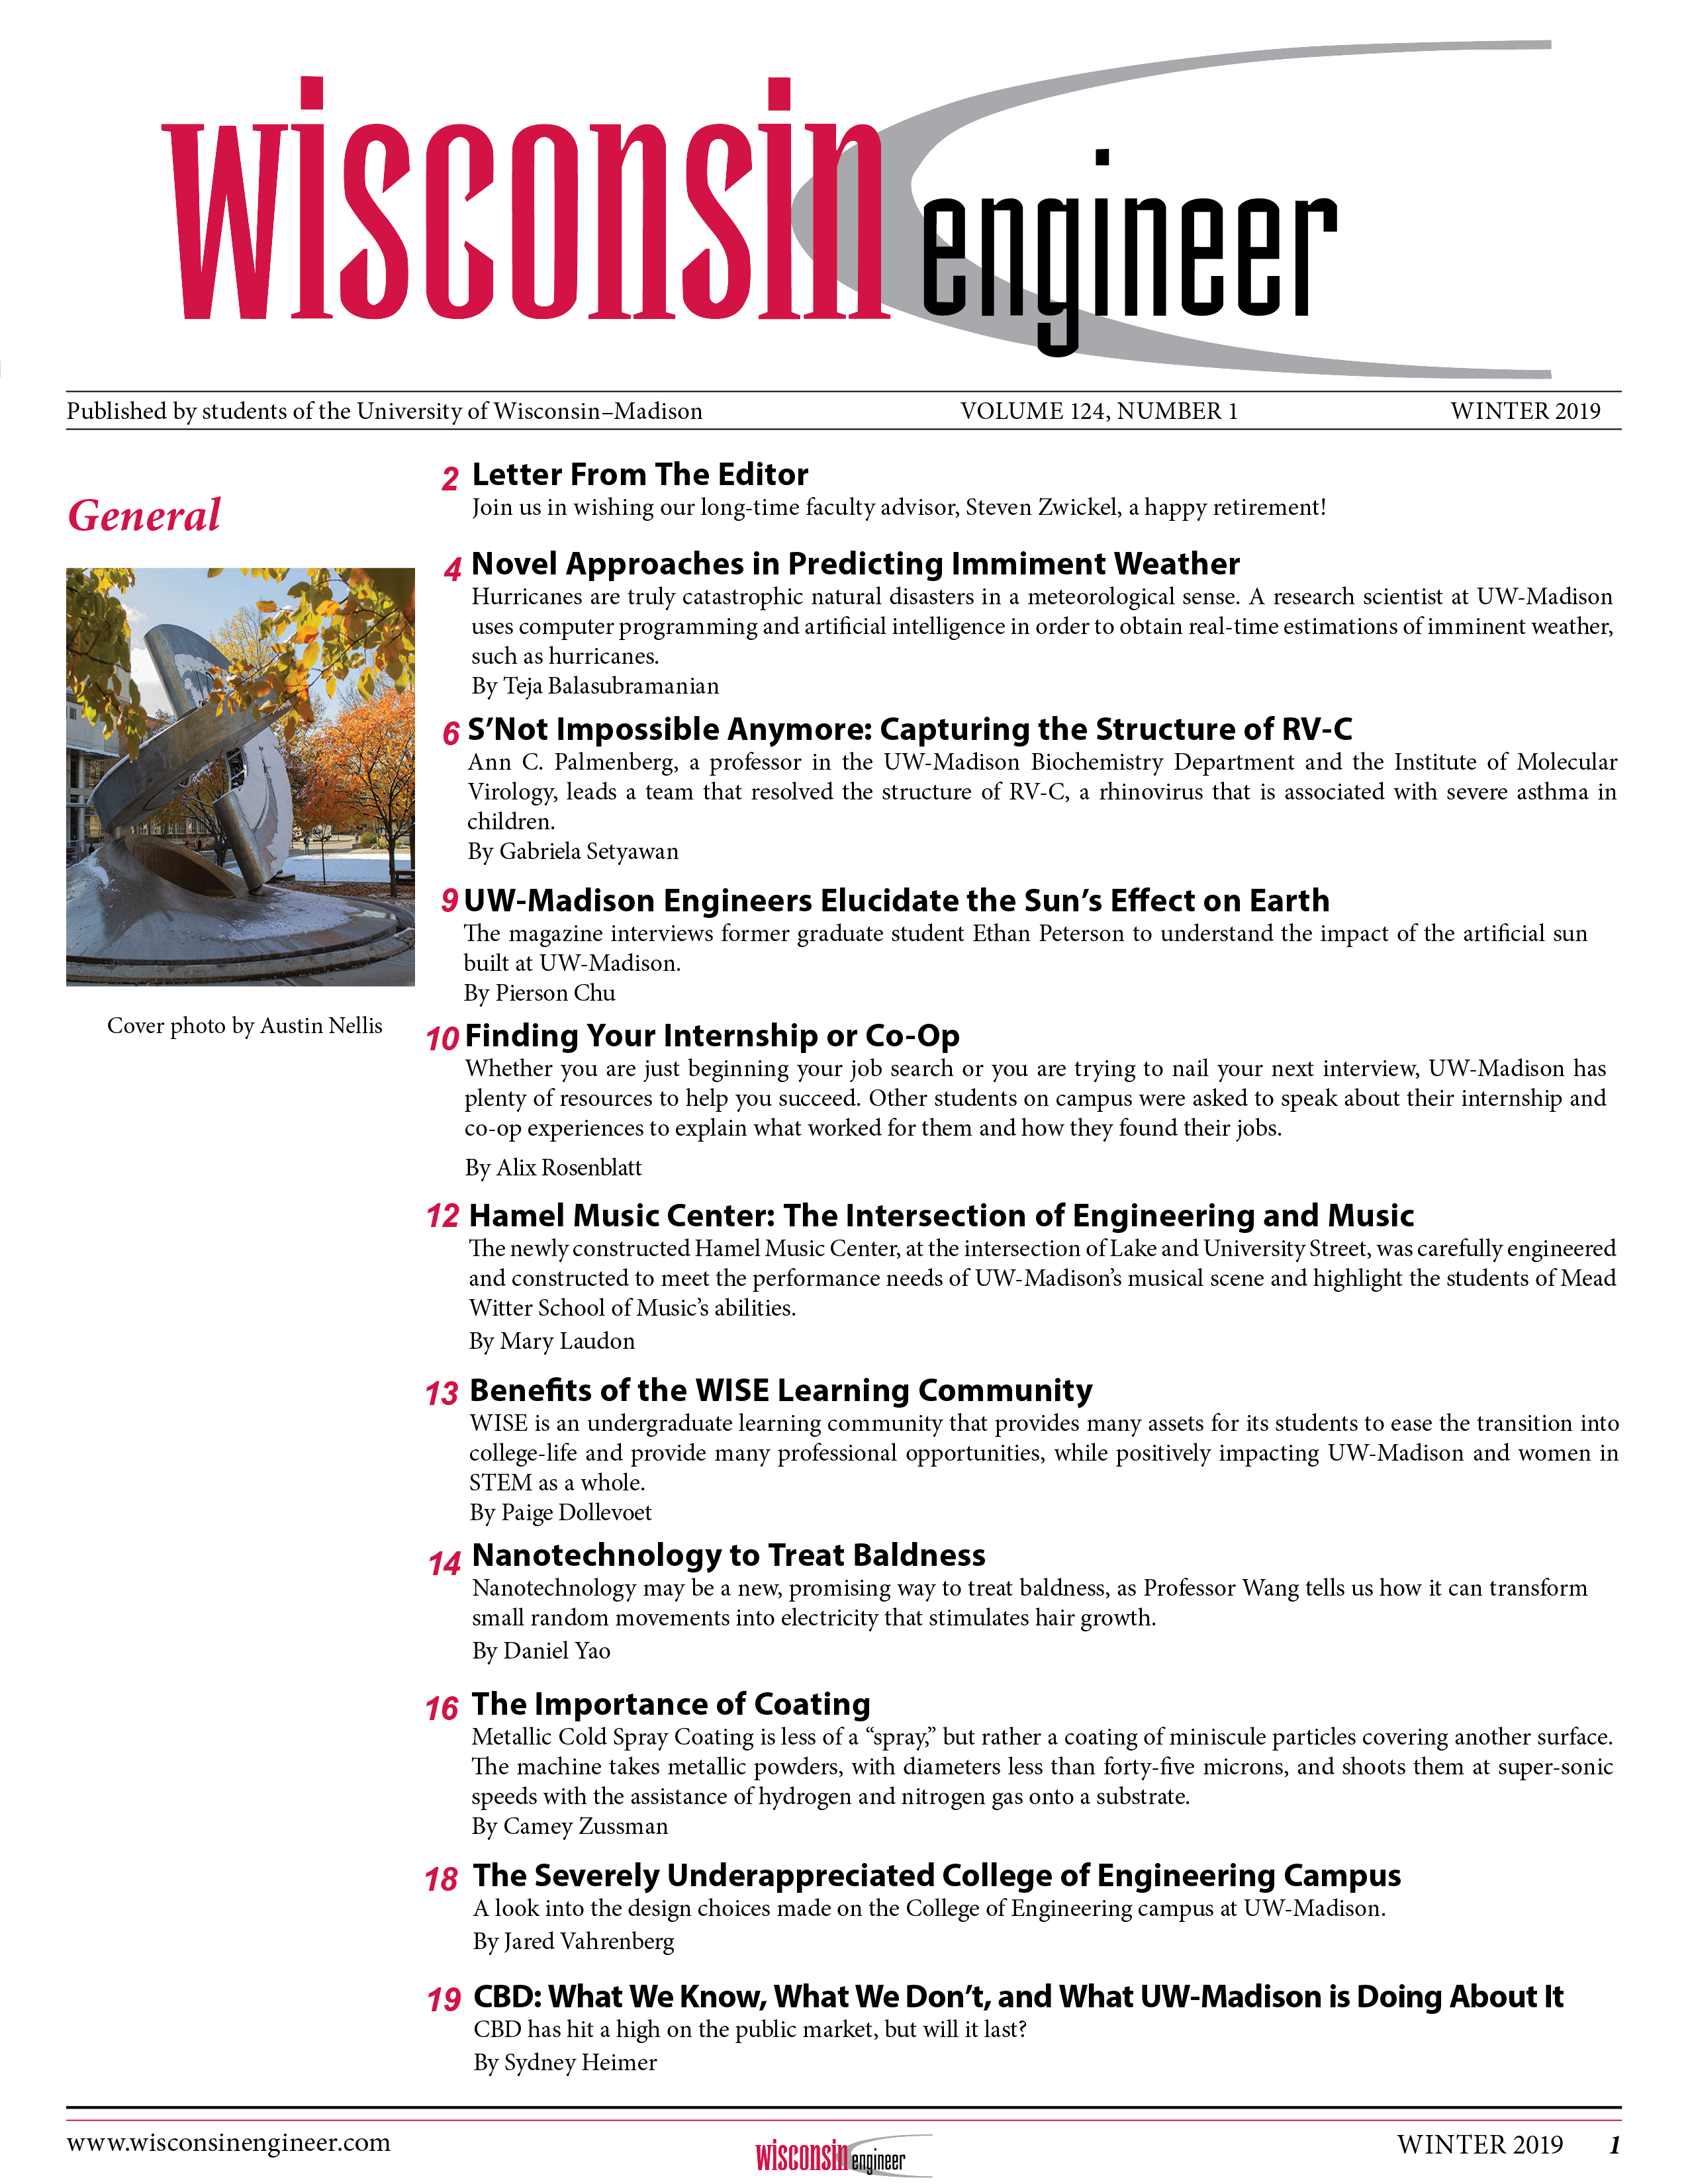 wisconsin engineer
Published by students of the University of Wisconsin–Madison VOLUME 124, NUMBER 1 WINTER 2019
General
Cover photo by Austin Nellis
2 Letter From The Editor
Join us in wishing our long-time faculty advisor, Steven Zwickel, a happy retirement!
4 Novel Approaches in Predicting Immiment Weather
Hurricanes are truly catastrophic natural disasters in a meteorological sense. A research scientist at UW-Madison
uses computer programming and artificial intelligence in order to obtain real-time estimations of imminent weather,
such as hurricanes.
By Teja Balasubramanian
6 S’Not Impossible Anymore: Capturing the Structure of RV-C
Ann C. Palmenberg, a professor in the UW-Madison Biochemistry Department and the Institute of Molecular
Virology, leads a team that resolved the structure of RV-C, a rhinovirus that is associated with severe asthma in
children.
By Gabriela Setyawan
9 UW-Madison Engineers Elucidate the Sun’s Effect on Earth
The magazine interviews former graduate student Ethan Peterson to understand the impact of the artificial sun
built at UW-Madison.
By Pierson Chu
10 Finding Your Internship or Co-Op
Whether you are just beginning your job search or you are trying to nail your next interview, UW-Madison has
plenty of resources to help you succeed. Other students on campus were asked to speak about their internship and
co-op experiences to explain what worked for them and how they found their jobs.
By Alix Rosenblatt
12 Hamel Music Center: The Intersection of Engineering and Music
The newly constructed Hamel Music Center, at the intersection of Lake and University Street, was carefully engineered
and constructed to meet the performance needs of UW-Madison’s musical scene and highlight the students of Mead
Witter School of Music’s abilities.
By Mary Laudon
13 Benefits of the WISE Learning Community
WISE is an undergraduate learning community that provides many assets for its students to ease the transition into
college-life and provide many professional opportunities, while positively impacting UW-Madison and women in
STEM as a whole.
By Paige Dollevoet
14 Nanotechnology to Treat Baldness
Nanotechnology may be a new, promising way to treat baldness, as Professor Wang tells us how it can transform
small random movements into electricity that stimulates hair growth.
By Daniel Yao
16 The Importance of Coating
Metallic Cold Spray Coating is less of a “spray,” but rather a coating of miniscule particles covering another surface.
The machine takes metallic powders, with diameters less than forty-five microns, and shoots them at super-sonic
speeds with the assistance of hydrogen and nitrogen gas onto a substrate.
By Camey Zussman
18 The Severely Underappreciated College of Engineering Campus
A look into the design choices made on the College of Engineering campus at UW-Madison.
By Jared Vahrenberg
19 CBD: What We Know, What We Don’t, and What UW-Madison is Doing About It
CBD has hit a high on the public market, but will it last?
By Sydney Heimer
www.wisconsinengineer.com wisconsin engineer WINTER 2019 1